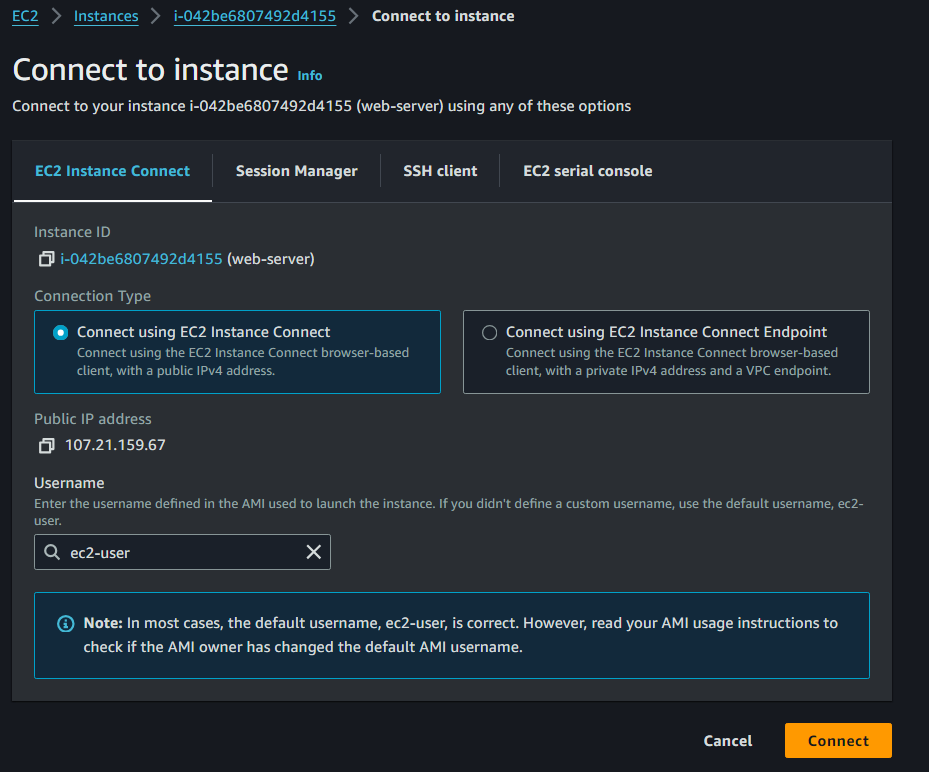 EC2 > Instances > i-042be6807492d4155 > Connect to instance
Connect to instance Info
Connect to your instance i-042be6807492d4155 (web-server) using any of these options
EC2 Instance Connect Session Manager SSH client EC2 serial console
Instance ID
i-042be6807492d4155 (web-server)
Connection Type
Connect using EC2 Instance Connect
Connect using the EC2 Instance Connect browser-based
client, with a public IPv4 address.
Connect using EC2 Instance Connect Endpoint
Connect using the EC2 Instance Connect browser-based
client, with a private IPv4 address and a VPC endpoint.
Public IP address
107.21.159.67
Username
Enter the username defined in the AMI used to launch the instance. If you didn't define a custom username, use the default username, ec2-
user.
ec2-user
Note: In most cases, the default username, ec2-user, is correct. However, read your AMI usage instructions to
check if the AMI owner has changed the default AMI username.
Cancel Connect